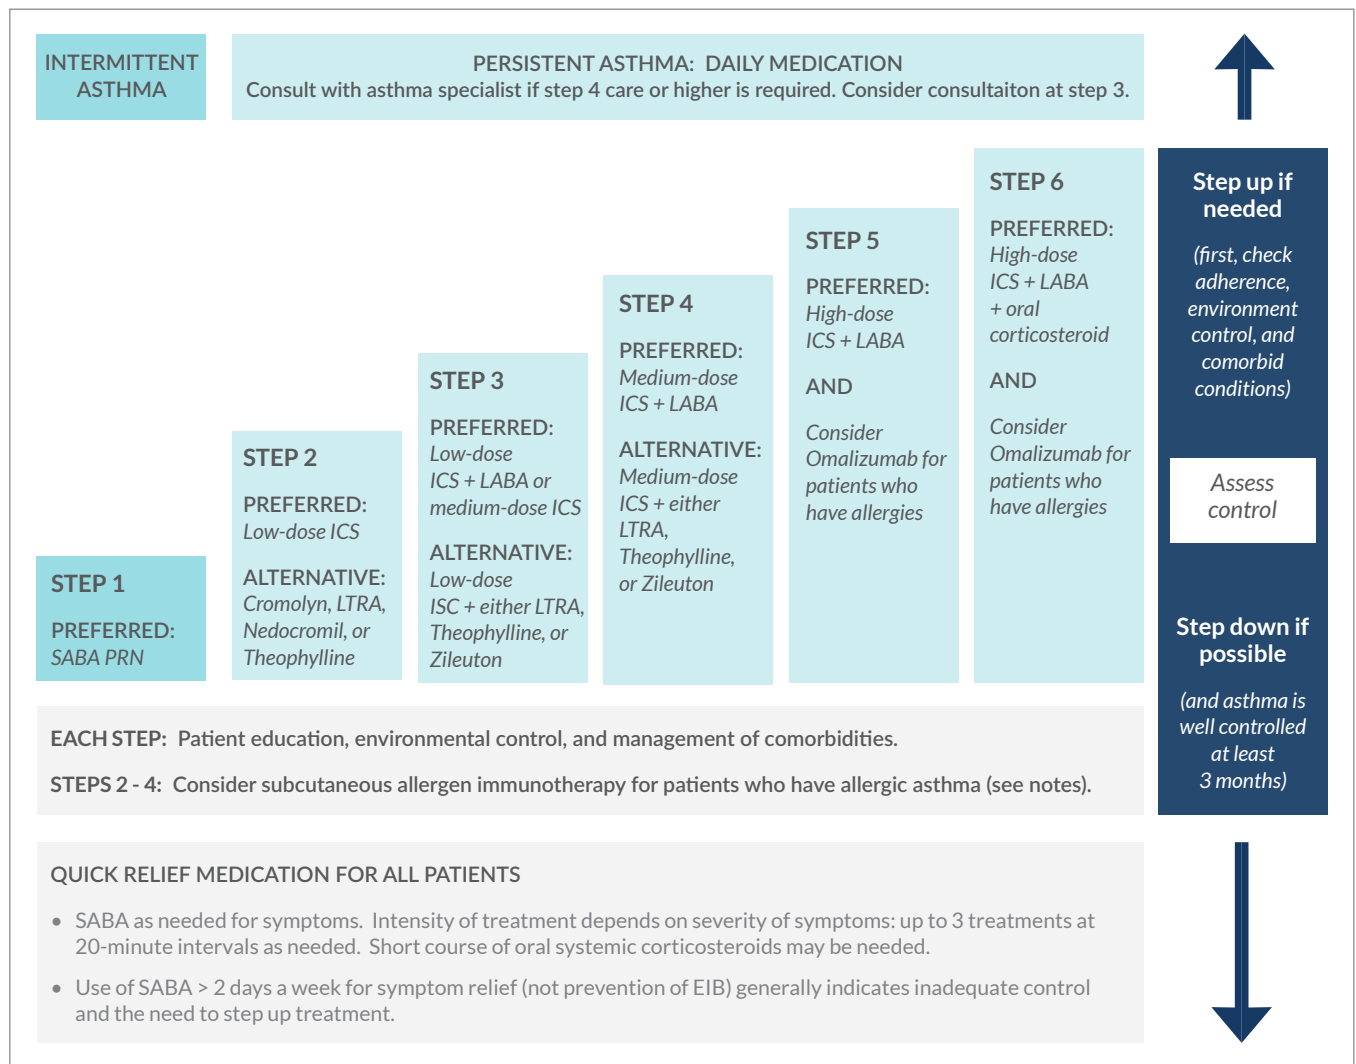 INTERMITTENT
ASTHMA
PERSISTENT ASTHMA:  DAILY MEDICATION
Consult with asthma specialist if step 4 care or higher is required. Consider consultaiton at step 3.
STEP 1
PREFERRED:
SABA PRN
STEP 2
PREFERRED:
Low-dose ICS
ALTERNATIVE:
Cromolyn, LTRA,
Nedocromil, or
Theophylline
STEP 3
PREFERRED:
Low-dose
ICS + LABA or
medium-dose ICS
ALTERNATIVE:
Low-dose
ISC + either LTRA,
Theophylline, or
Zileuton
STEP 4
PREFERRED:
Medium-dose
ICS + LABA
ALTERNATIVE:
Medium-dose
ICS + either
LTRA,
Theophylline,
or Zileuton
STEP 5
PREFERRED:
High-dose
ICS + LABA
AND
Consider
Omalizumab for
patients who
have allergies
STEP 6
PREFERRED:
High-dose
ICS + LABA
+ oral
corticosteroid
AND
Consider
Omalizumab for
patients who
have allergies
Step up if
needed
(first, check
adherence,
environment
control, and
comorbid
conditions)
Assess
control
Step down if
possible
(and asthma is
well controlled
at least
3 months)
EACH STEP:  Patient education, environmental control, and management of comorbidities.
STEPS 2 - 4:  Consider subcutaneous allergen immunotherapy for patients who have allergic asthma (see notes).
QUICK RELIEF MEDICATION FOR ALL PATIENTS
• SABA as needed for symptoms.  Intensity of treatment depends on severity of symptoms: up to 3 treatments at
20-minute intervals as needed.  Short course of oral systemic corticosteroids may be needed.
• Use of SABA > 2 days a week for symptom relief (not prevention of EIB) generally indicates inadequate control
and the need to step up treatment.